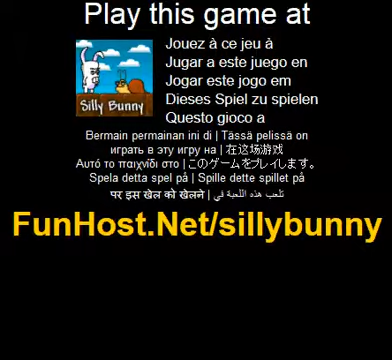 Play this game at
Jouez à ce jeu à
Jugar a este juego en
Jogar este jogo em
Dieses Spiel zu spielen
Questo gioco a
Silly Bunny
Bermain permainan ini di | Tässä pelissä on
играть в эту игру на | 在这场游戏
Αυτό το παιχνίδι στο | このゲームをプレイします。
Spela detta spel på | Spille dette spillet på
पर इस खेल को खेलने | تلعب هذه اللعبة في
FunHost.Net/sillybunny